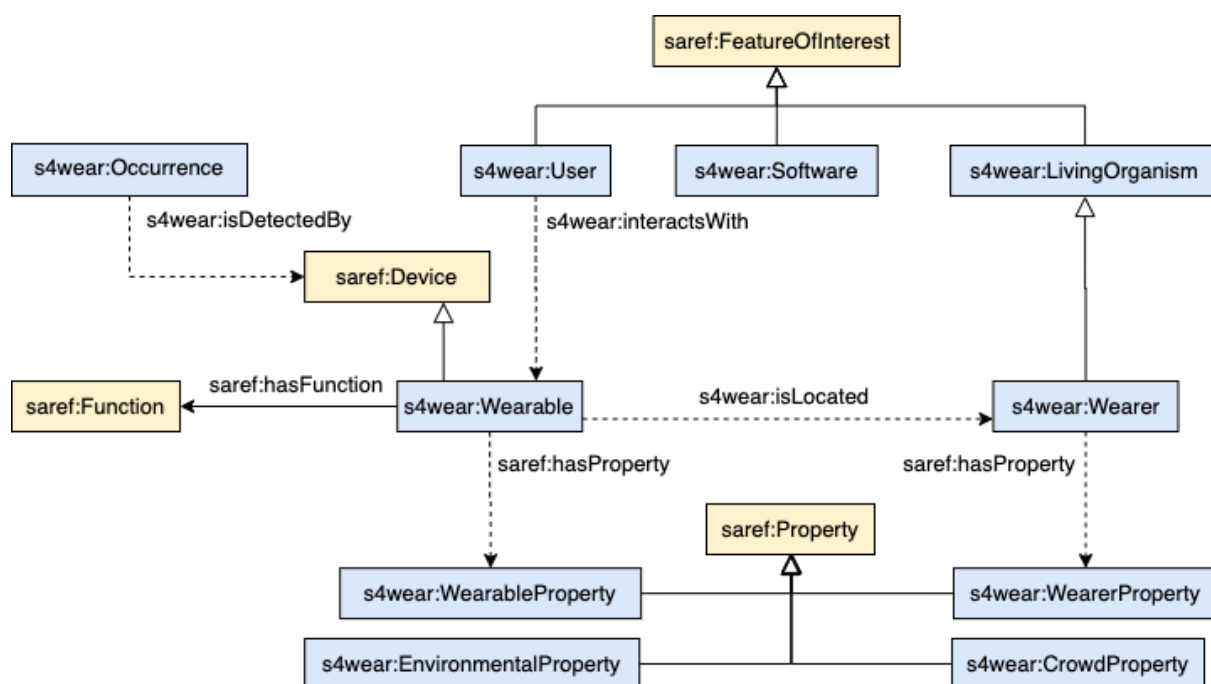 saref:FeatureOfInterest
s4wear:Occurrence
s4wear:User
s4wear:Software
s4wear:LivingOrganism
s4wear:isDetectedBy
s4wear:interactsWith
saref:Device
saref:hasFunction
saref:Function
s4wear:Wearable
s4wear:isLocated
s4wear:Wearer
saref:hasProperty
saref:hasProperty
saref:Property
s4wear:WearableProperty
s4wear:WearerProperty
s4wear:EnvironmentalProperty
s4wear:CrowdProperty